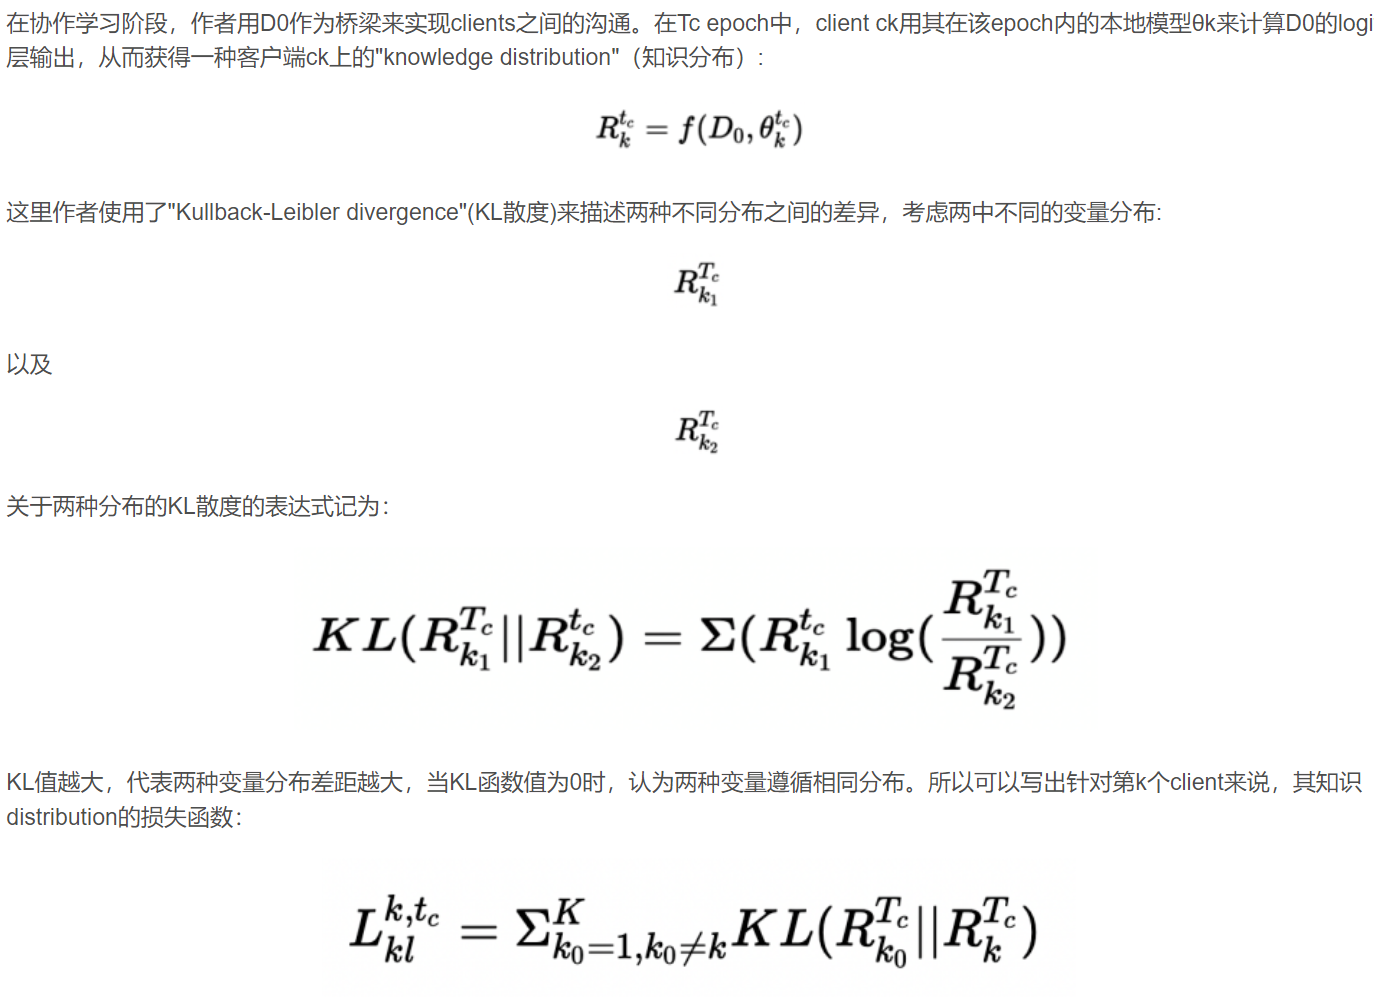 在协作学习阶段，作者用D0作为桥梁来实现clients之间的沟通。在Tc epoch中，client ck用其在该epoch内的本地模型θk来计算D0的logi
层输出，从而获得一种客户端ck上的"knowledge distribution"（知识分布）:
R_k^{t_c} = f(D_0, θ_k^{t_c})
这里作者使用了"Kullback-Leibler divergence"(KL散度)来描述两种不同分布之间的差异，考虑两中不同的变量分布:
R_{k_1}^{T_c}
以及
R_{k_2}^{T_c}
关于两种分布的KL散度的表达式记为：
KL(R_{k_1}^{T_c}||R_{k_2}^{t_c}) = Σ(R_{k_1}^{t_c} log(\frac{R_{k_1}^{T_c}}{R_{k_2}^{T_c}}))
KL值越大，代表两种变量分布差距越大，当KL函数值为0时，认为两种变量遵循相同分布。所以可以写出针对第k个client来说，其知识
distribution的损失函数：
L_{kl}^{k,t_c} = Σ_{k_0=1,k_0≠k}^{K} KL(R_{k_0}^{T_c}||R_k^{T_c})